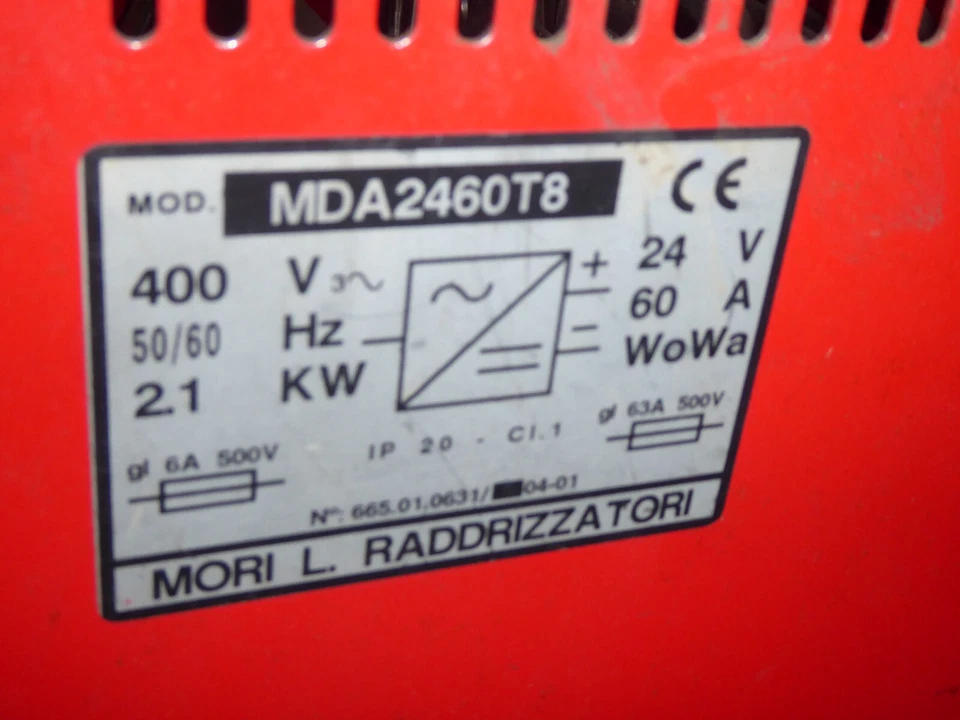 MOD. MDA2460T8 CE
400 V 3~ + 24 V
50/60 Hz 60 A
2.1 KW - WoWa
gl 6A 500V IP 20 - Cl.1 gl 63A 500V
N°: 665.01.0631/ 04-01
MORI L. RADDRIZZATORI